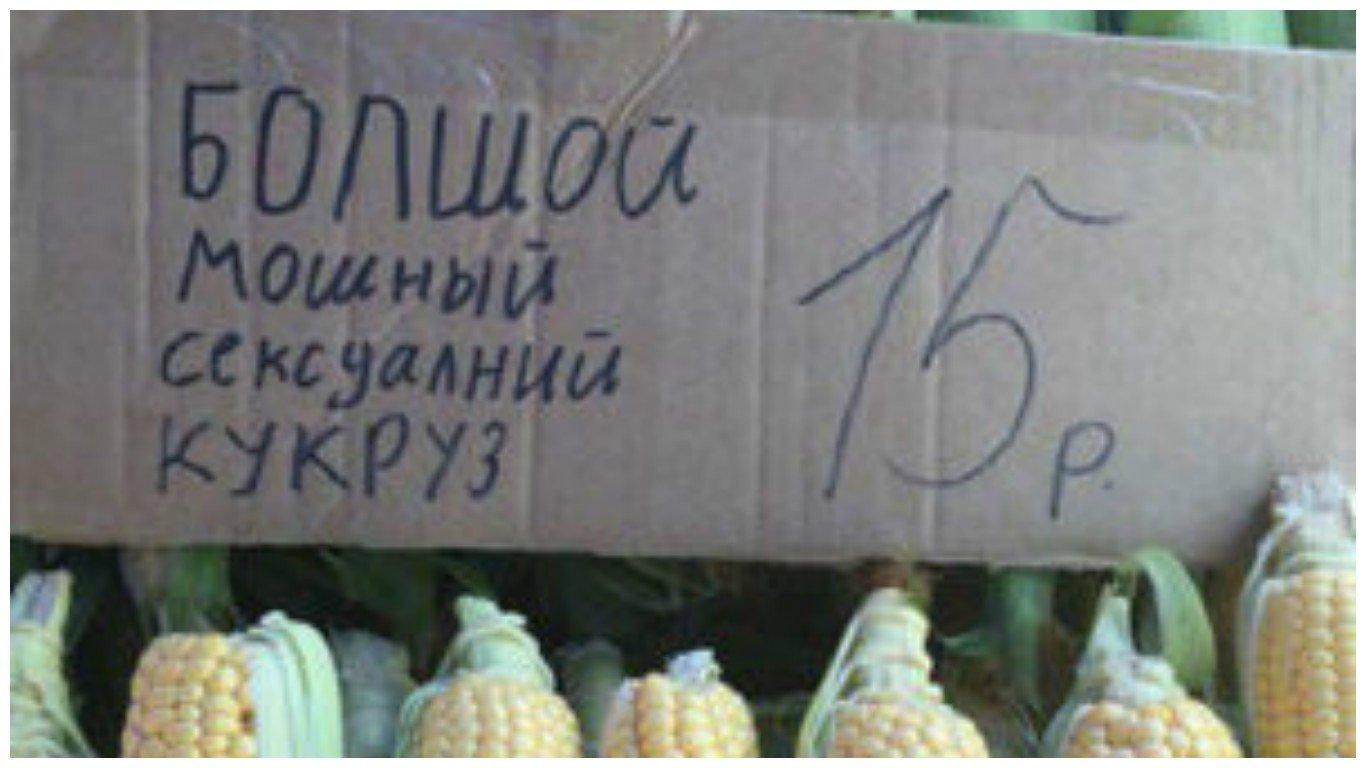 БОЛШОЙ
мошный
сексуалний
КУКРУЗ
15 р.